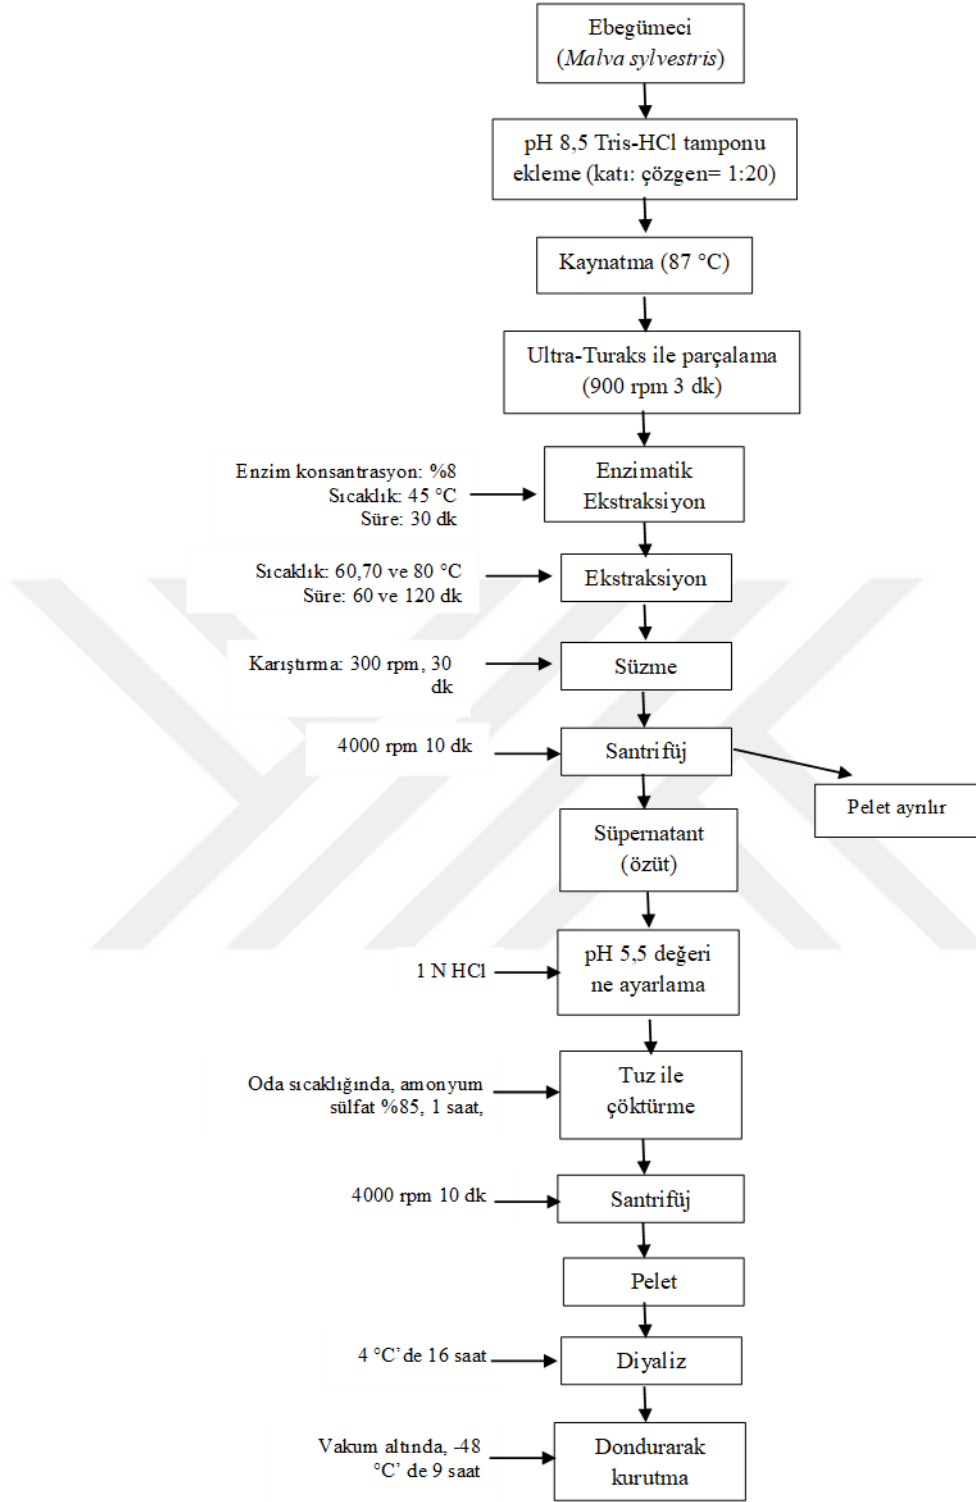 Ebegümeci
(Malva sylvestris)
pH 8,5 Tris-HCl tamponu
ekleme (katı: çözgen= 1:20)
Kaynatma (87 °C)
Ultra-Turaks ile parçalama
(900 rpm 3 dk)
Enzim konsantrasyon: %8
Sıcaklık: 45 °C
Süre: 30 dk
Enzimatik
Ekstraksiyon
Sıcaklık: 60,70 ve 80 °C
Süre: 60 ve 120 dk
Ekstraksiyon
Karıştırma: 300 rpm, 30
dk
Süzme
4000 rpm 10 dk
Santrifüj
Pelet ayrılır
Süpernatant
(özüt)
1 N HCl
pH 5,5 değeri
ne ayarlama
Oda sıcaklığında, amonyum
sülfat %85, 1 saat,
Tuz ile
çöktürme
4000 rpm 10 dk
Santrifüj
Pelet
4 °C' de 16 saat
Diyaliz
Vakum altında, -48
°C' de 9 saat
Dondurarak
kurutma